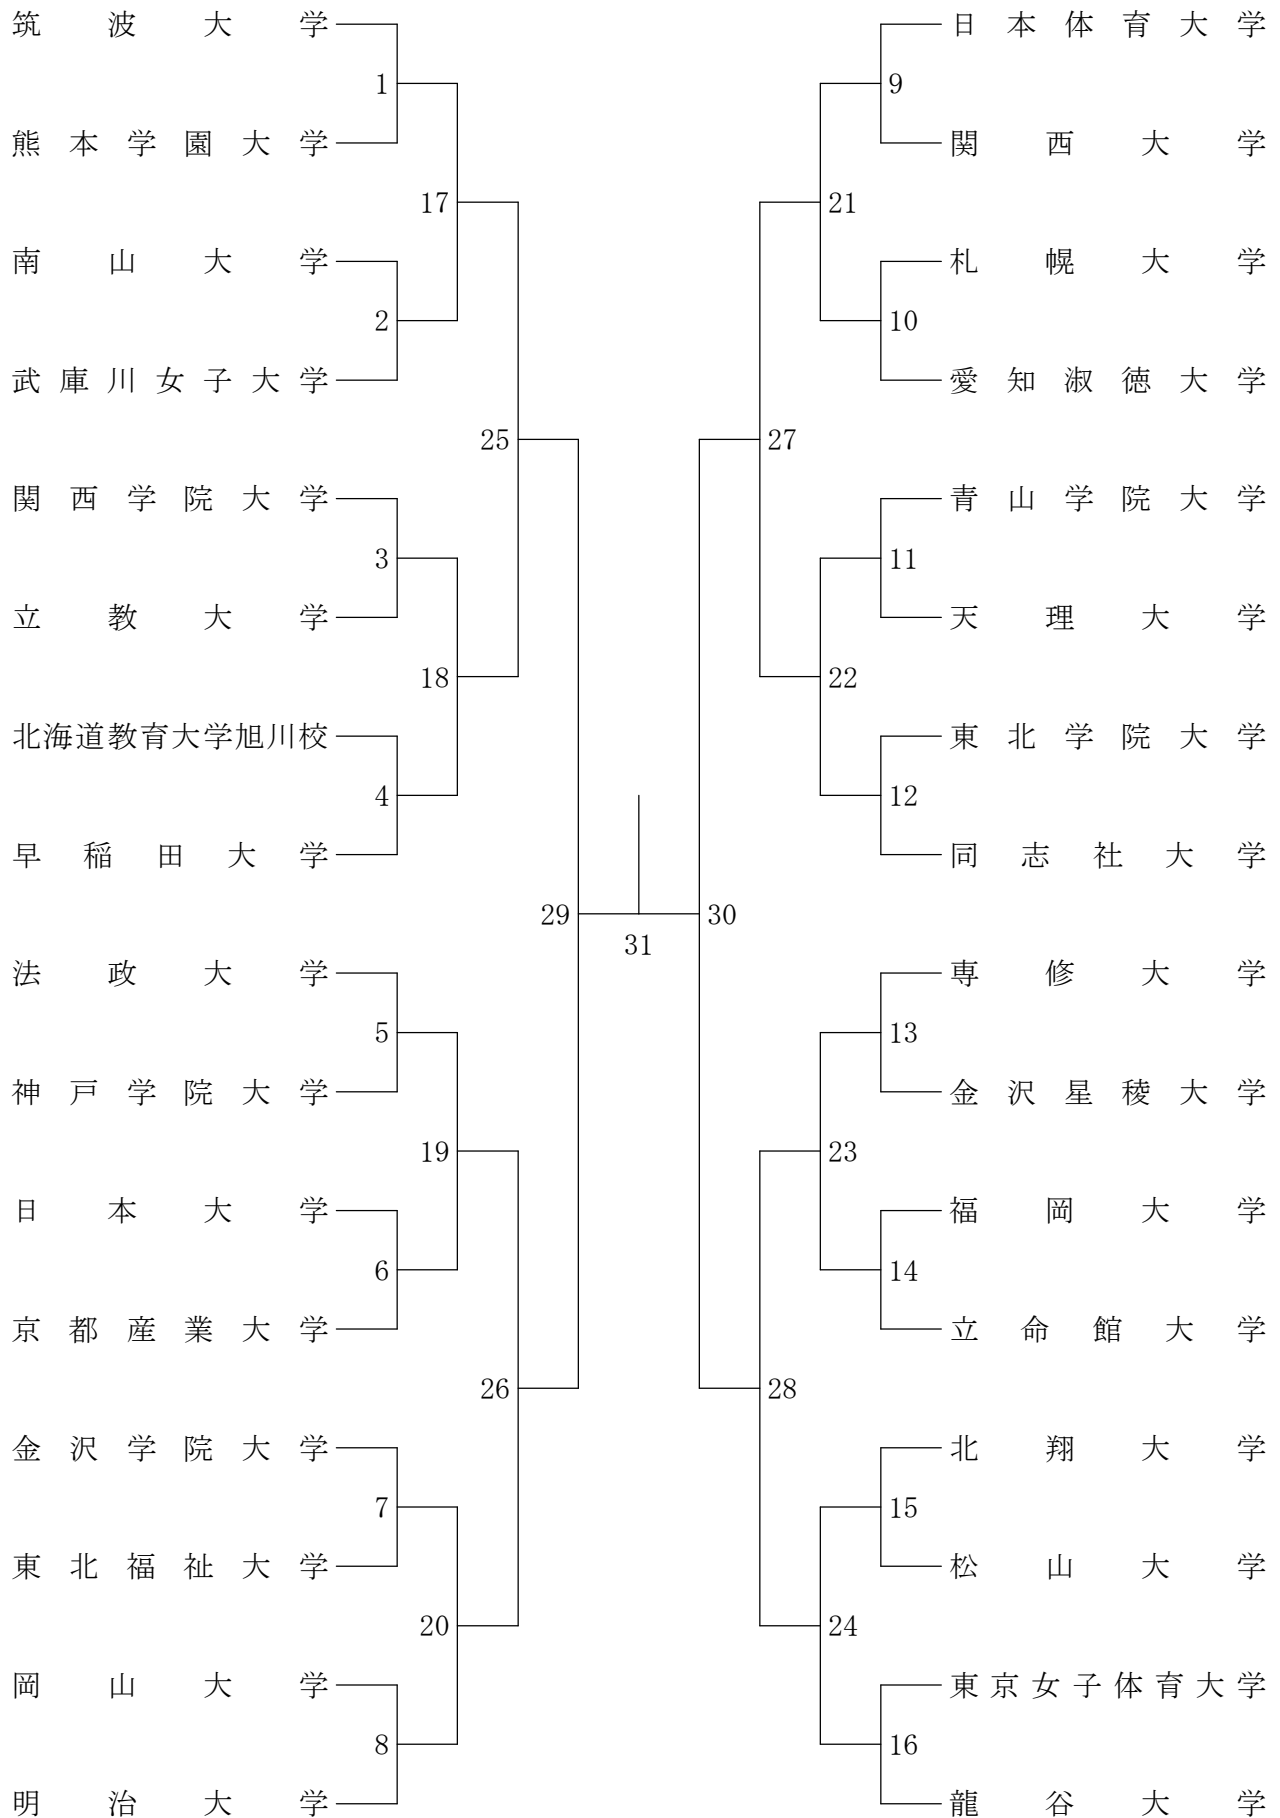 筑波大学
1
熊本学園大学
17
南山大学
2
武庫川女子大学
25
関西学院大学
3
立教大学
18
北海道教育大学旭川校
4
早稲田大学
29
法政大学
5
神戸学院大学
19
日本大学
6
京都産業大学
26
金沢学院大学
7
東北福祉大学
20
岡山大学
8
明治大学
31
日本体育大学
9
関西大学
21
札幌大学
10
愛知淑徳大学
27
青山学院大学
11
天理大学
22
東北学院大学
12
同志社大学
30
専修大学
13
金沢星稜大学
23
福岡大学
14
立命館大学
28
北翔大学
15
松山大学
24
東京女子体育大学
16
龍谷大学